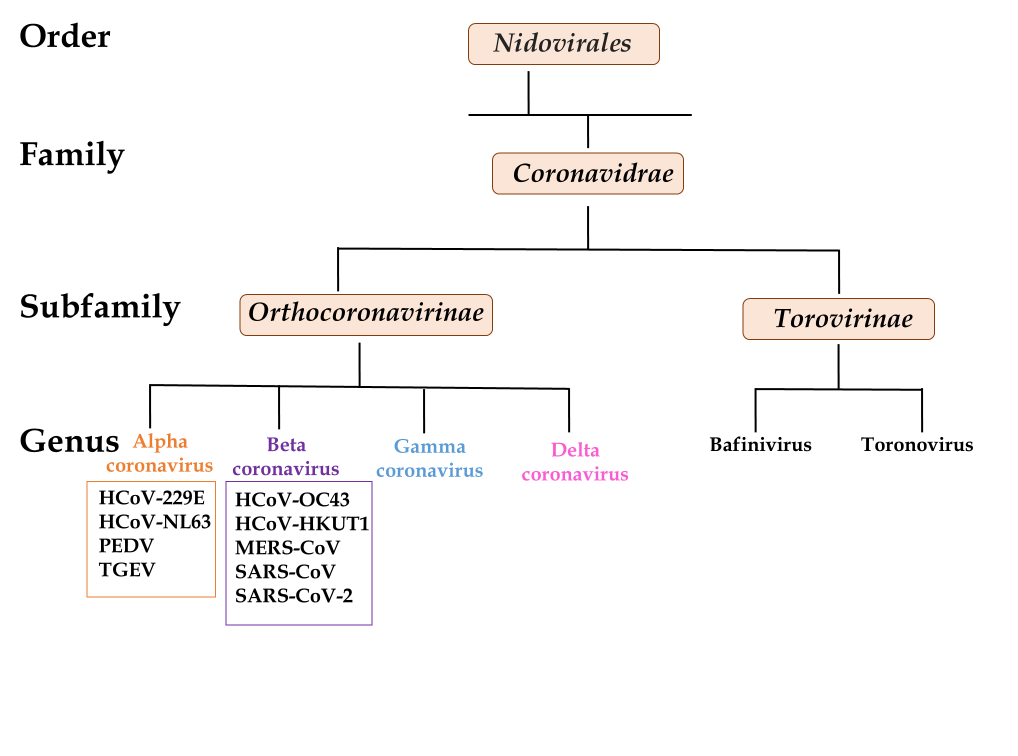 Order
Nidovirales
Family
Coronavidrae
Subfamily
Orthocoronavirinae
Torovirinae
Genus
Alpha
coronavirus
Beta
coronavirus
Gamma
coronavirus
Delta
coronavirus
Bafinivirus
Toronovirus
HCoV-229E
HCoV-NL63
PEDV
TGEV
HCoV-OC43
HCoV-HKUT1
MERS-CoV
SARS-CoV
SARS-CoV-2